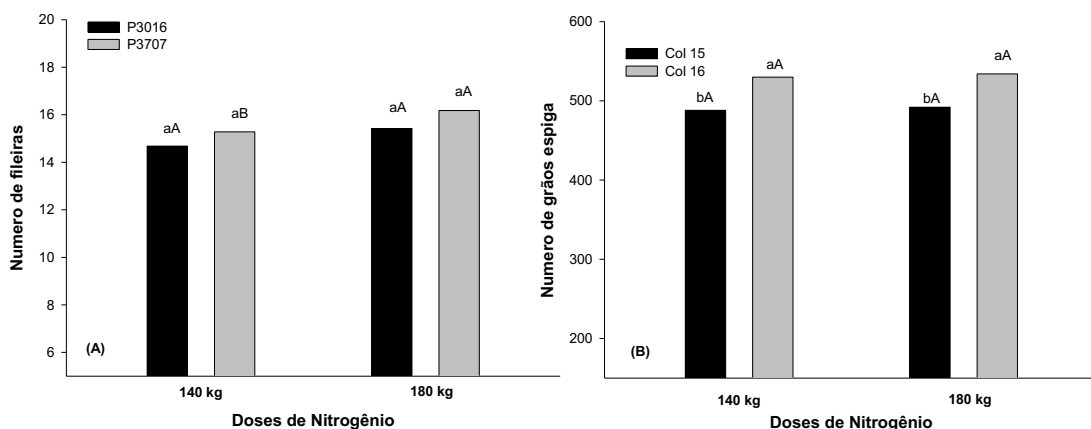 20
18
16
14
12
10
8
6
Numero de fileiras
P3016
P3707
aA
aB
aA
aA
(A)
140 kg
180 kg
Doses de Nitrogênio
600
500
600
300
200
Numero de grãos espiga
Col 15
Col 16
bA
aA
bA
aA
(B)
140 kg
180 kg
Doses de Nitrogênio